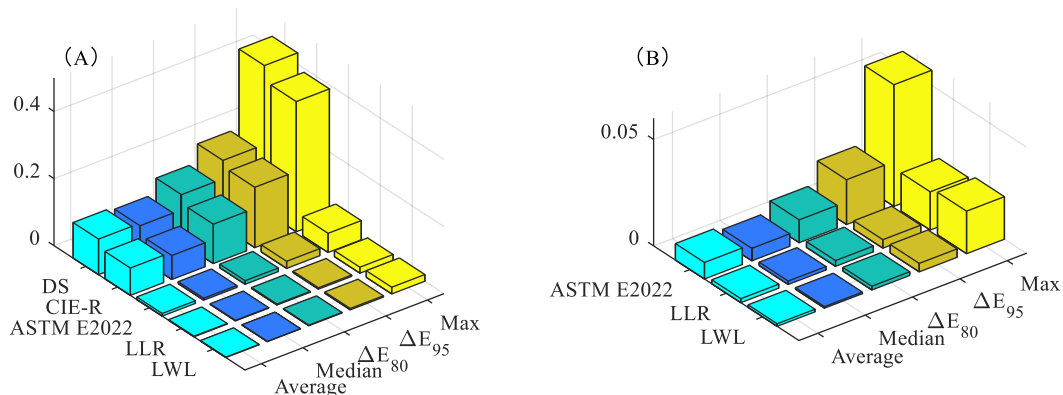 (A)
0.4
0.2
0
DS
CIE-R
ASTM E2022
LLR
LWL
Average
Median
ΔE80
ΔE95
Max
(B)
0.05
0
ASTM E2022
LLR
LWL
Average
Median
ΔE80
ΔE95
Max